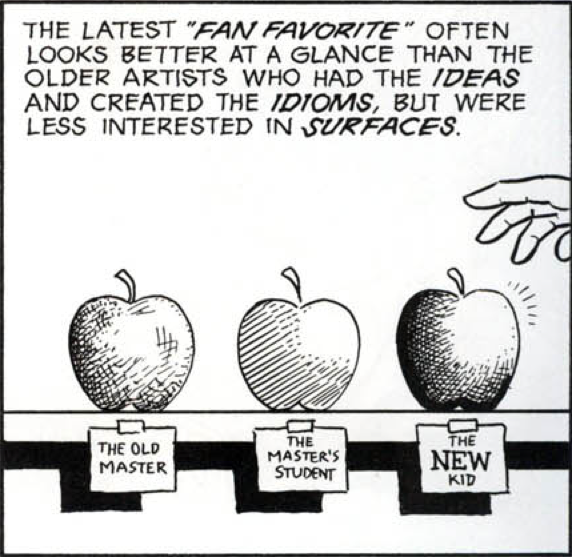 THE LATEST "FAN FAVORITE" OFTEN
LOOKS BETTER AT A GLANCE THAN THE
OLDER ARTISTS WHO HAD THE IDEAS
AND CREATED THE IDIOMS, BUT WERE
LESS INTERESTED IN SURFACES.
THE OLD
MASTER
THE
MASTER'S
STUDENT
THE
NEW
KID